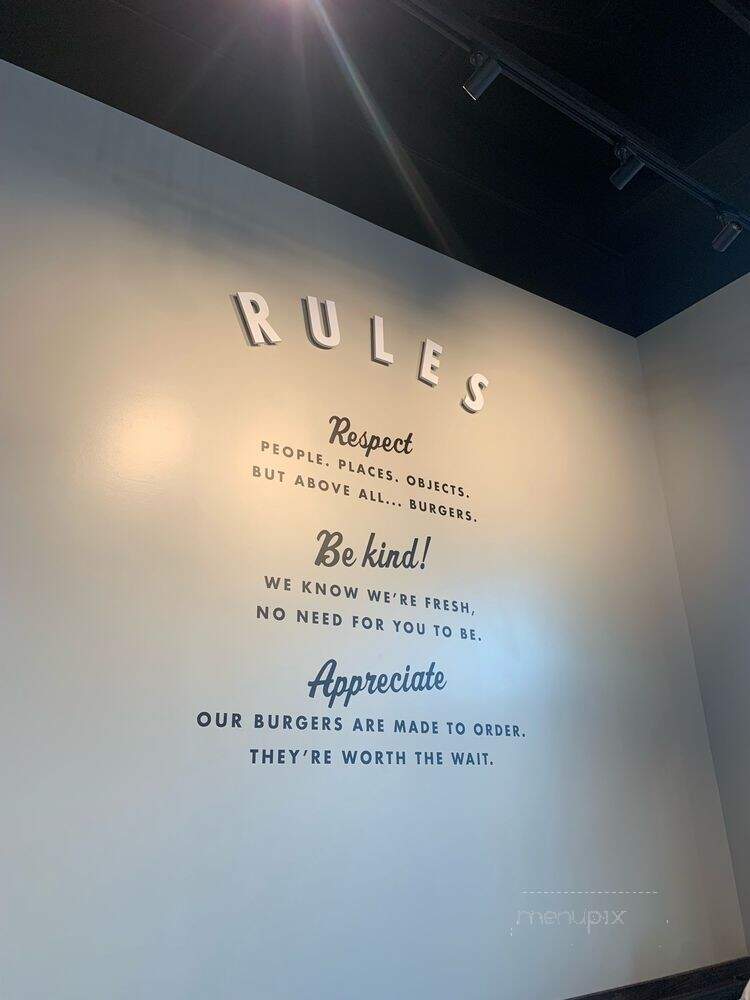 RULES
Respect
PEOPLE. PLACES. OBJECTS.
BUT ABOVE ALL... BURGERS.
Be kind!
WE KNOW WE'RE FRESH,
NO NEED FOR YOU TO BE.
Appreciate
OUR BURGERS ARE MADE TO ORDER.
THEY'RE WORTH THE WAIT.
menupix